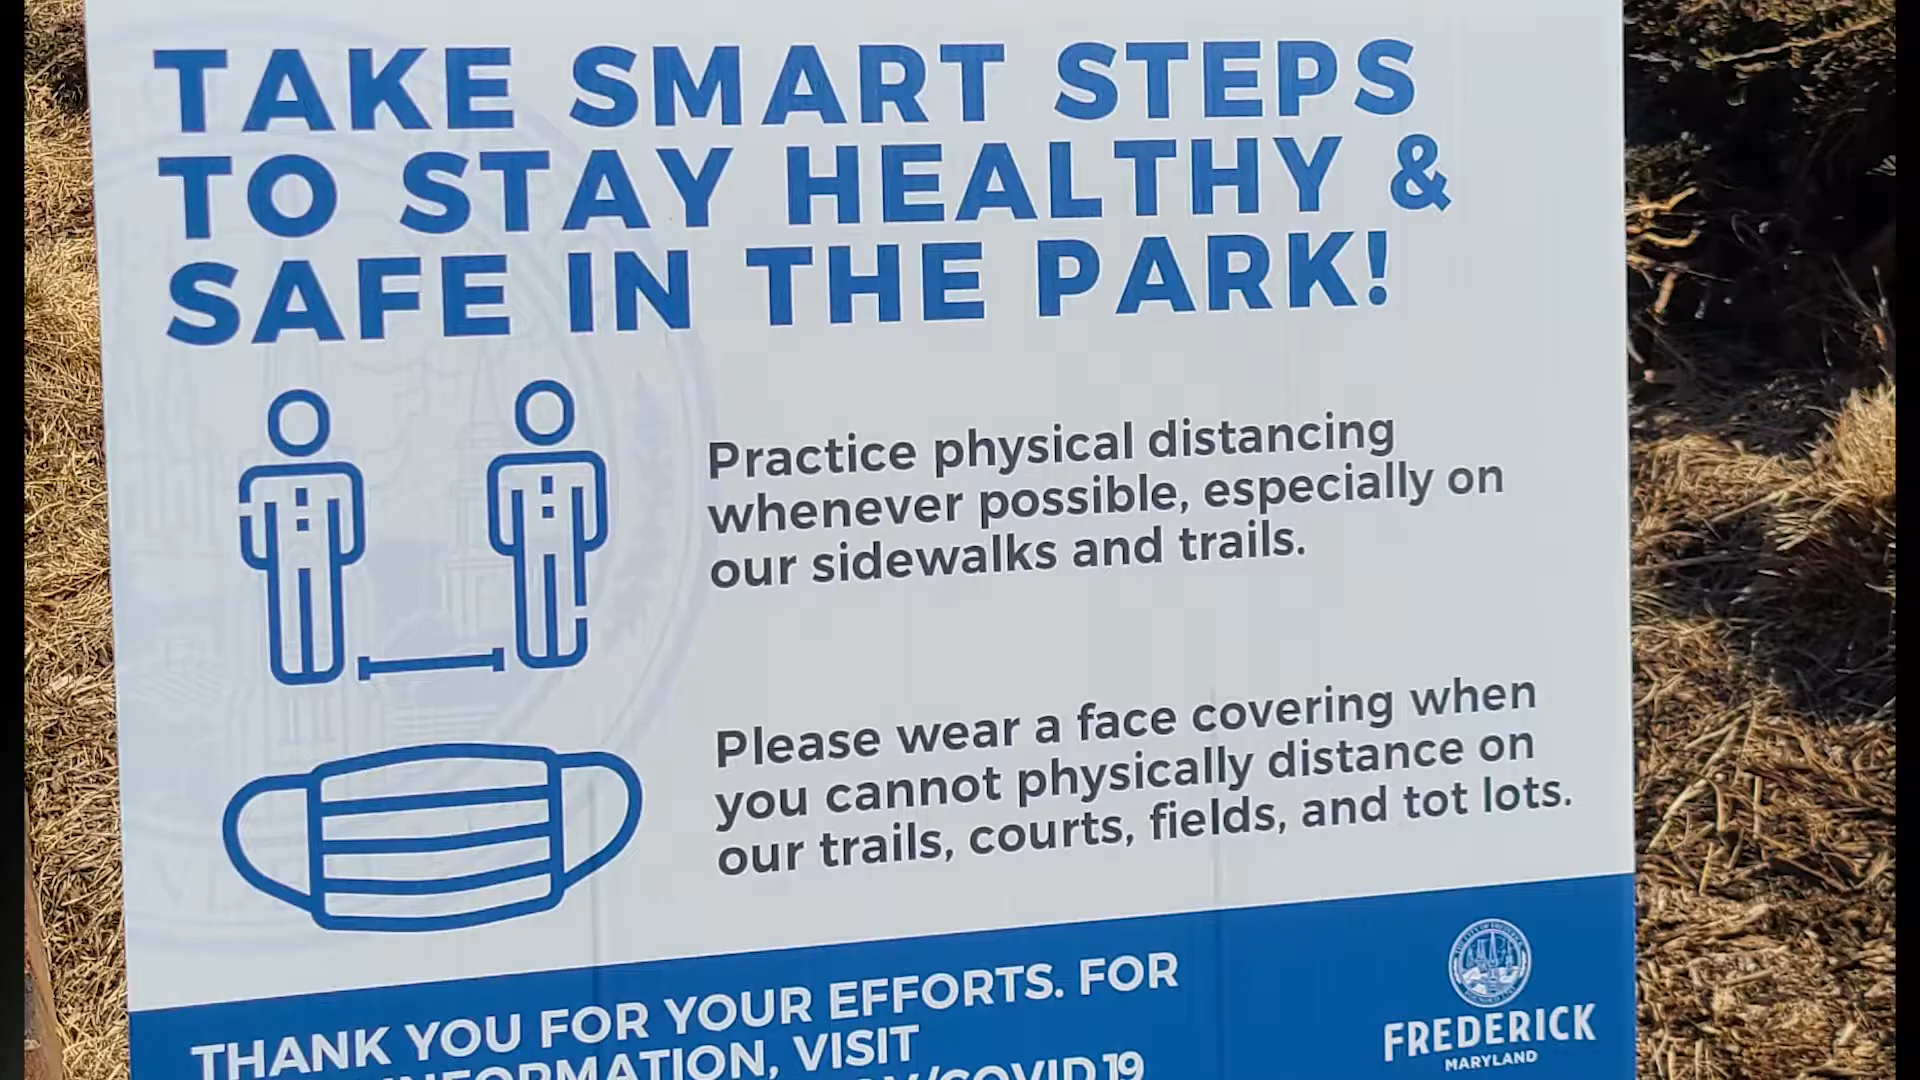 TAKE SMART STEPS
TO STAY HEALTHY &
SAFE IN THE PARK!
Practice physical distancing
whenever possible, especially on
our sidewalks and trails.
Please wear a face covering when
you cannot physically distance on
our trails, courts, fields, and tot lots.
THANK YOU FOR YOUR EFFORTS. FOR
VISIT
/COVID19
FREDERICK
MARYLAND